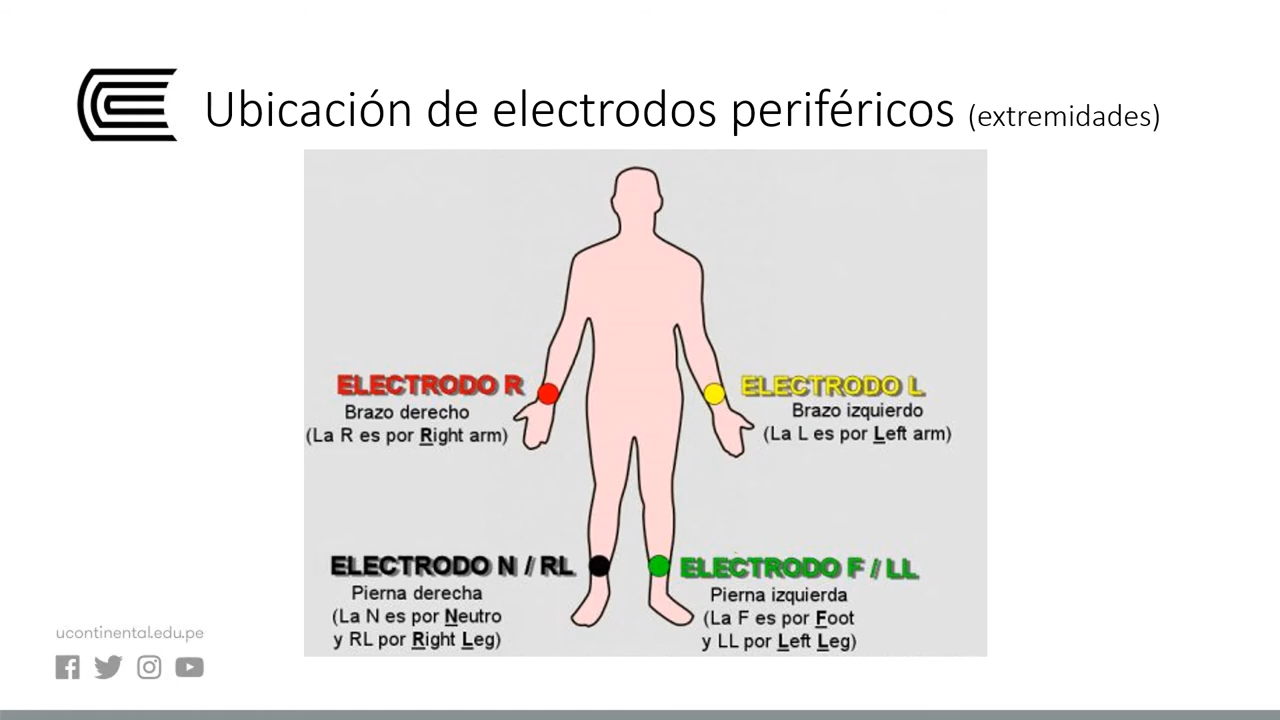 Ubicación de electrodos periféricos (extremidades)
ELECTRODO R
Brazo derecho
(La R es por Right arm)
ELECTRODO L
Brazo izquierdo
(La L es por Left arm)
ELECTRODO N / RL
Pierna derecha
(La N es por Neutro
y RL por Right Leg)
ELECTRODO F / LL
Pierna izquierda
(La F es por Foot
y LL por Left Leg)
ucontinental.edu.pe